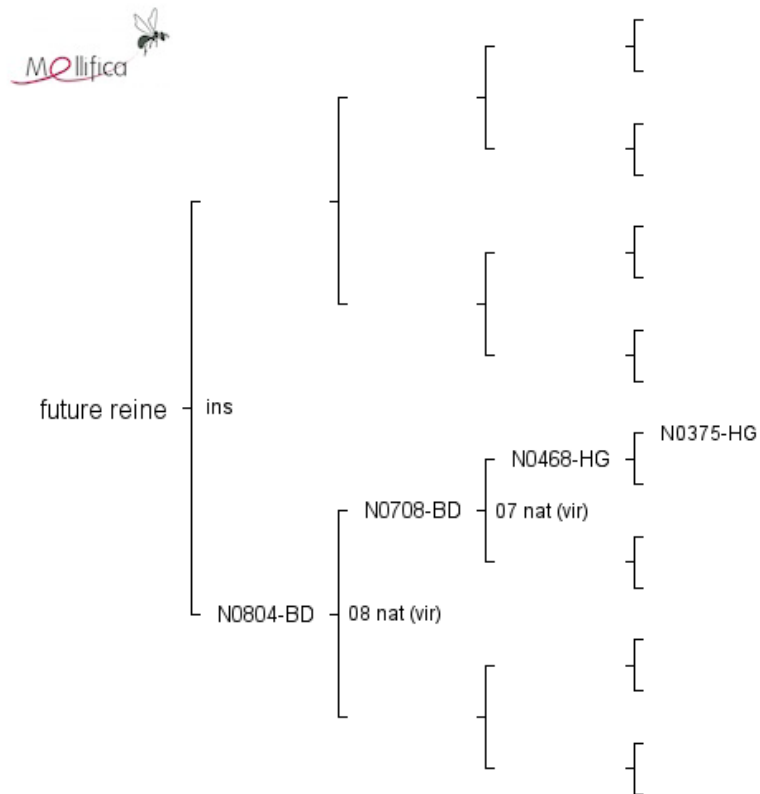 Mellifica
future reine
ins
N0375-HG
N0468-HG
N0708-BD
07 nat (vir)
N0804-BD
08 nat (vir)